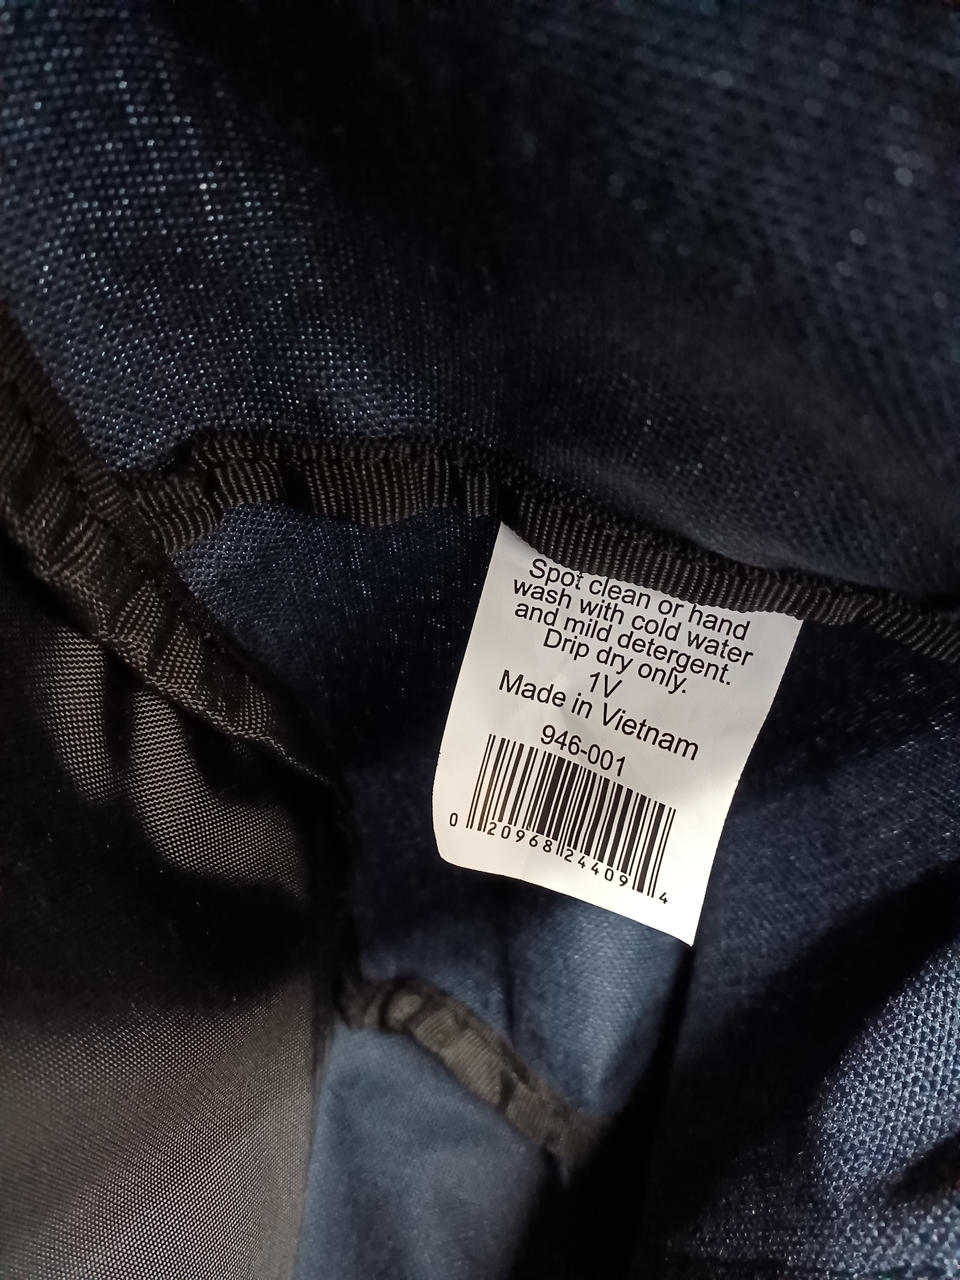 Spot clean or hand
wash with cold water
and mild detergent.
Drip dry only.
1V
Made in Vietnam
946-001
0 20968 24409 4